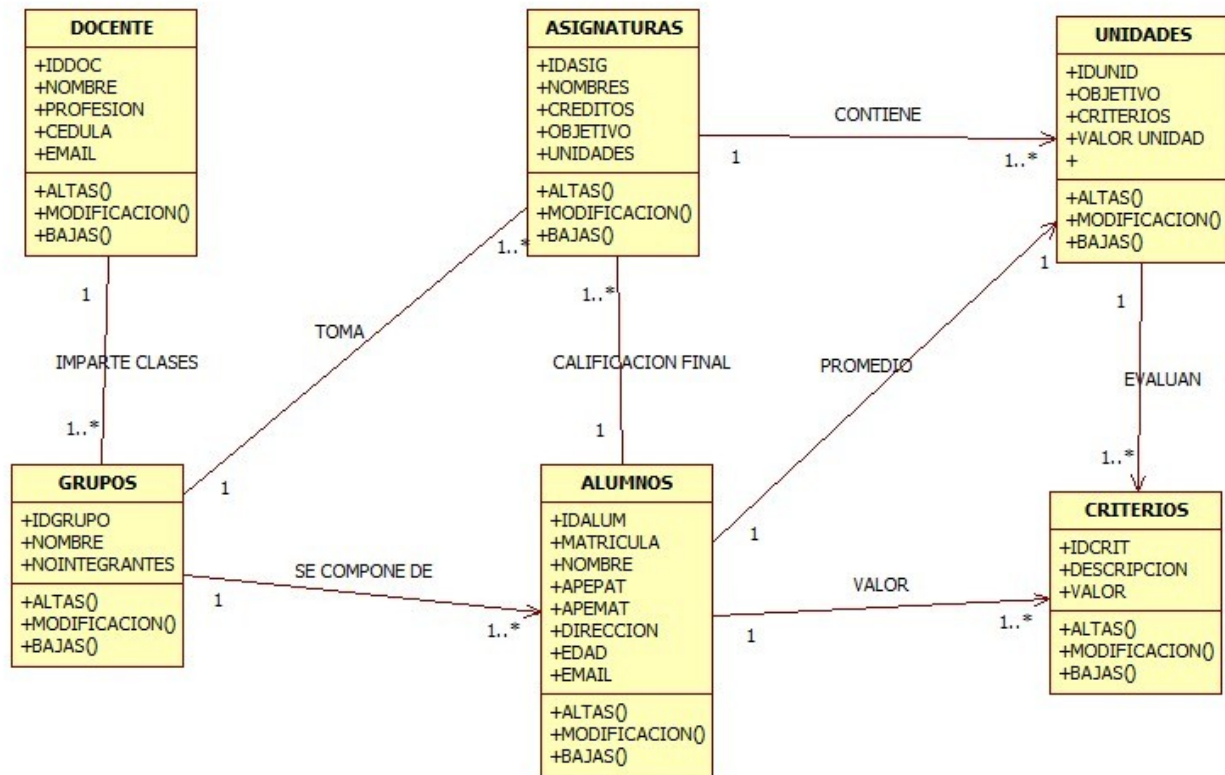 DOCENTE
+IDDOC
+NOMBRE
+PROFESION
+CEDULA
+EMAIL
+ALTAS()
+MODIFICACION()
+BAJAS()
ASIGNATURAS
+IDASIG
+NOMBRES
+CREDITOS
+OBJETIVO
+UNIDADES
+ALTAS()
+MODIFICACION()
+BAJAS()
UNIDADES
+IDUNID
+OBJETIVO
+CRITERIOS
+VALOR UNIDAD
+
+ALTAS()
+MODIFICACION()
+BAJAS()
CONTIENE
1
1..*
1
IMPARTE CLASES
1..*
1..*
TOMA
1
1..*
CALIFICACION FINAL
1
1
PROMEDIO
1
1
EVALUAN
1..*
GRUPOS
+IDGRUPO
+NOMBRE
+NOINTEGRANTES
+ALTAS()
+MODIFICACION()
+BAJAS()
SE COMPONE DE
1
1..*
ALUMNOS
+IDALUM
+MATRICULA
+NOMBRE
+APEPAT
+APEMAT
+DIRECCION
+EDAD
+EMAIL
+ALTAS()
+MODIFICACION()
+BAJAS()
VALOR
1
1..*
CRITERIOS
+IDCRIT
+DESCRIPCION
+VALOR
+ALTAS()
+MODIFICACION()
+BAJAS()